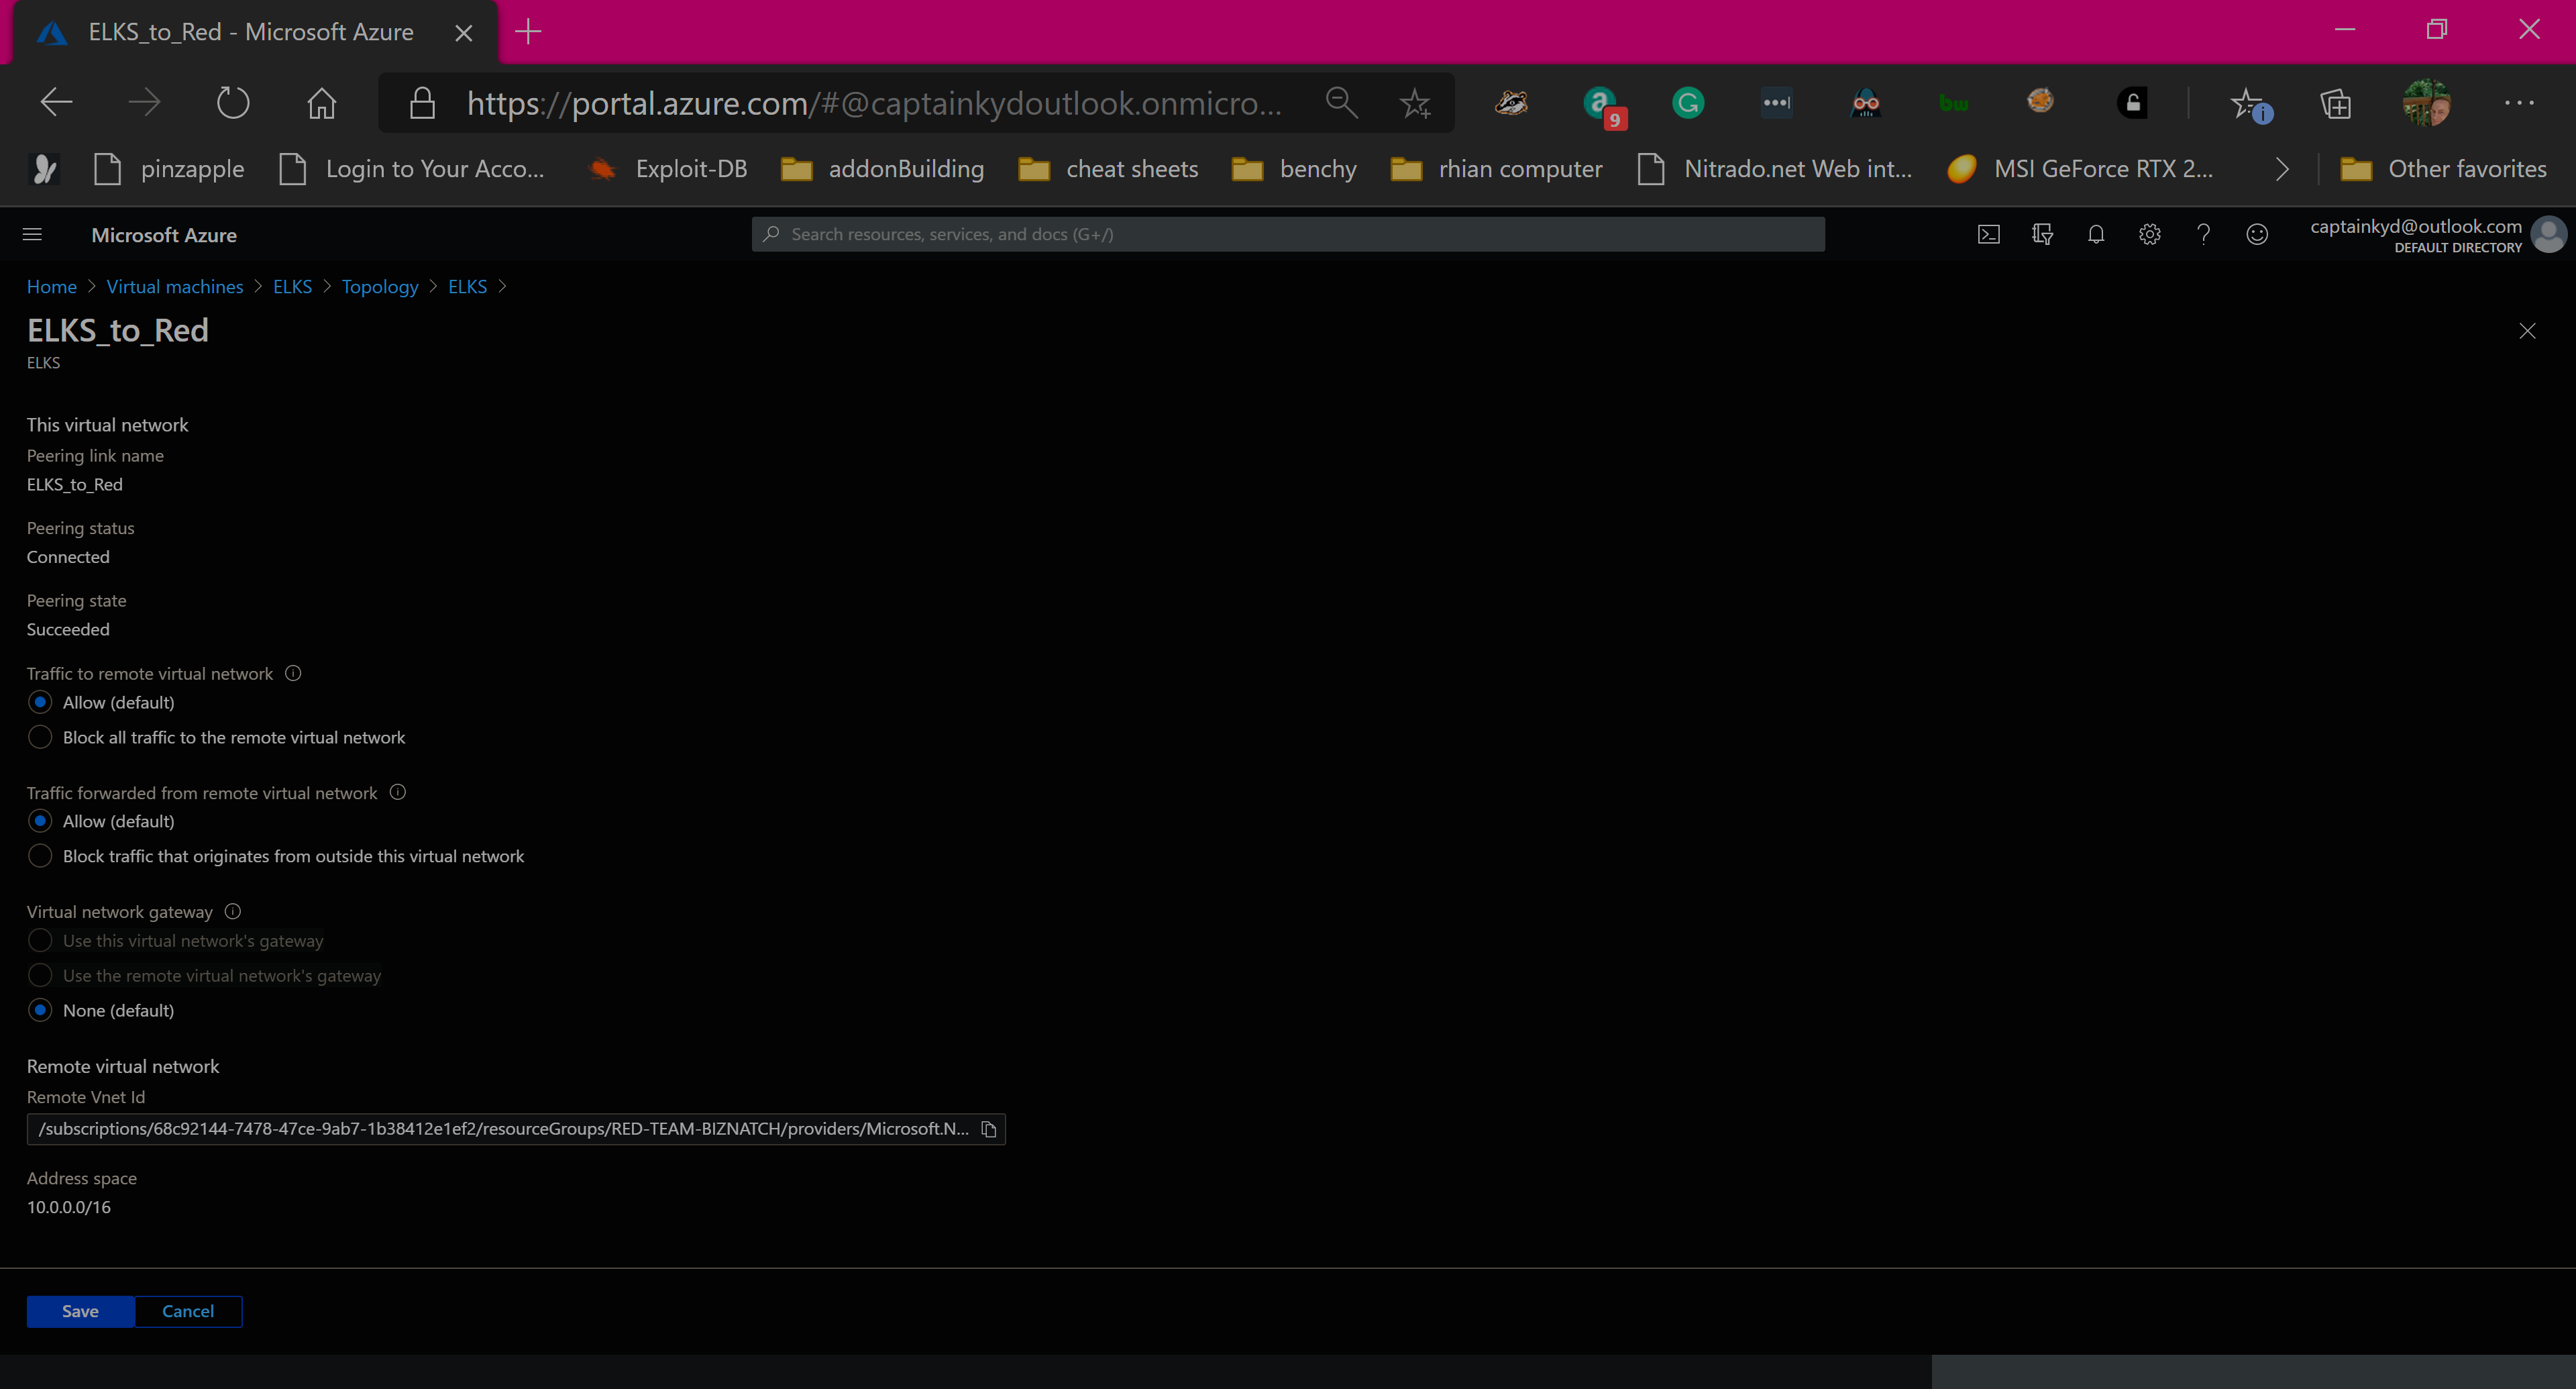 ELKS_to_Red - Microsoft Azure
https://portal.azure.com/#@captainkydoutlook.onmicro...
9
pinzapple
Login to Your Acco...
Exploit-DB
addonBuilding
cheat sheets
benchy
rhian computer
Nitrado.net Web int...
MSI GeForce RTX 2...
Other favorites
Microsoft Azure
Search resources, services, and docs (G+/)
captainkyd@outlook.com
DEFAULT DIRECTORY
Home > Virtual machines > ELKS > Topology > ELKS >
ELKS_to_Red
ELKS
This virtual network
Peering link name
ELKS_to_Red
Peering status
Connected
Peering state
Succeeded
Traffic to remote virtual network
Allow (default)
Block all traffic to the remote virtual network
Traffic forwarded from remote virtual network
Allow (default)
Block traffic that originates from outside this virtual network
Virtual network gateway
Use this virtual network's gateway
Use the remote virtual network's gateway
None (default)
Remote virtual network
Remote Vnet Id
/subscriptions/68c92144-7478-47ce-9ab7-1b38412e1ef2/resourceGroups/RED-TEAM-BIZNATCH/providers/Microsoft.N...
Address space
10.0.0.0/16
Save
Cancel